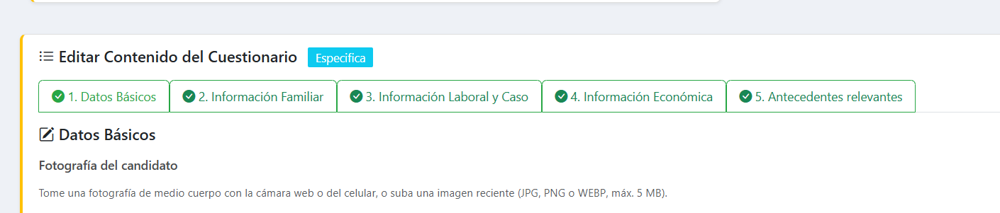 Editar Contenido del Cuestionario Especifica
1. Datos Básicos 2. Información Familiar 3. Información Laboral y Caso 4. Información Económica 5. Antecedentes relevantes
Datos Básicos
Fotografía del candidato
Tome una fotografía de medio cuerpo con la cámara web o del celular, o suba una imagen reciente (JPG, PNG o WEBP, máx. 5 MB).